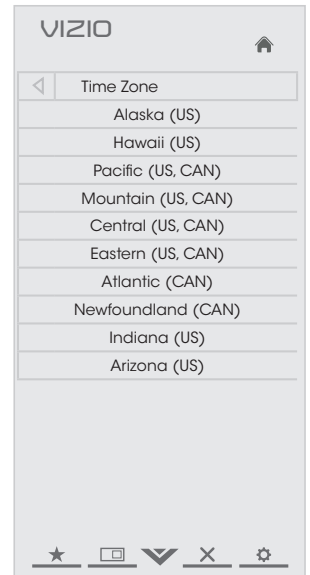 VIZIO
Time Zone
Alaska (US)
Hawaii (US)
Pacific (US, CAN)
Mountain (US, CAN)
Central (US, CAN)
Eastern (US, CAN)
Atlantic (CAN)
Newfoundland (CAN)
Indiana (US)
Arizona (US)